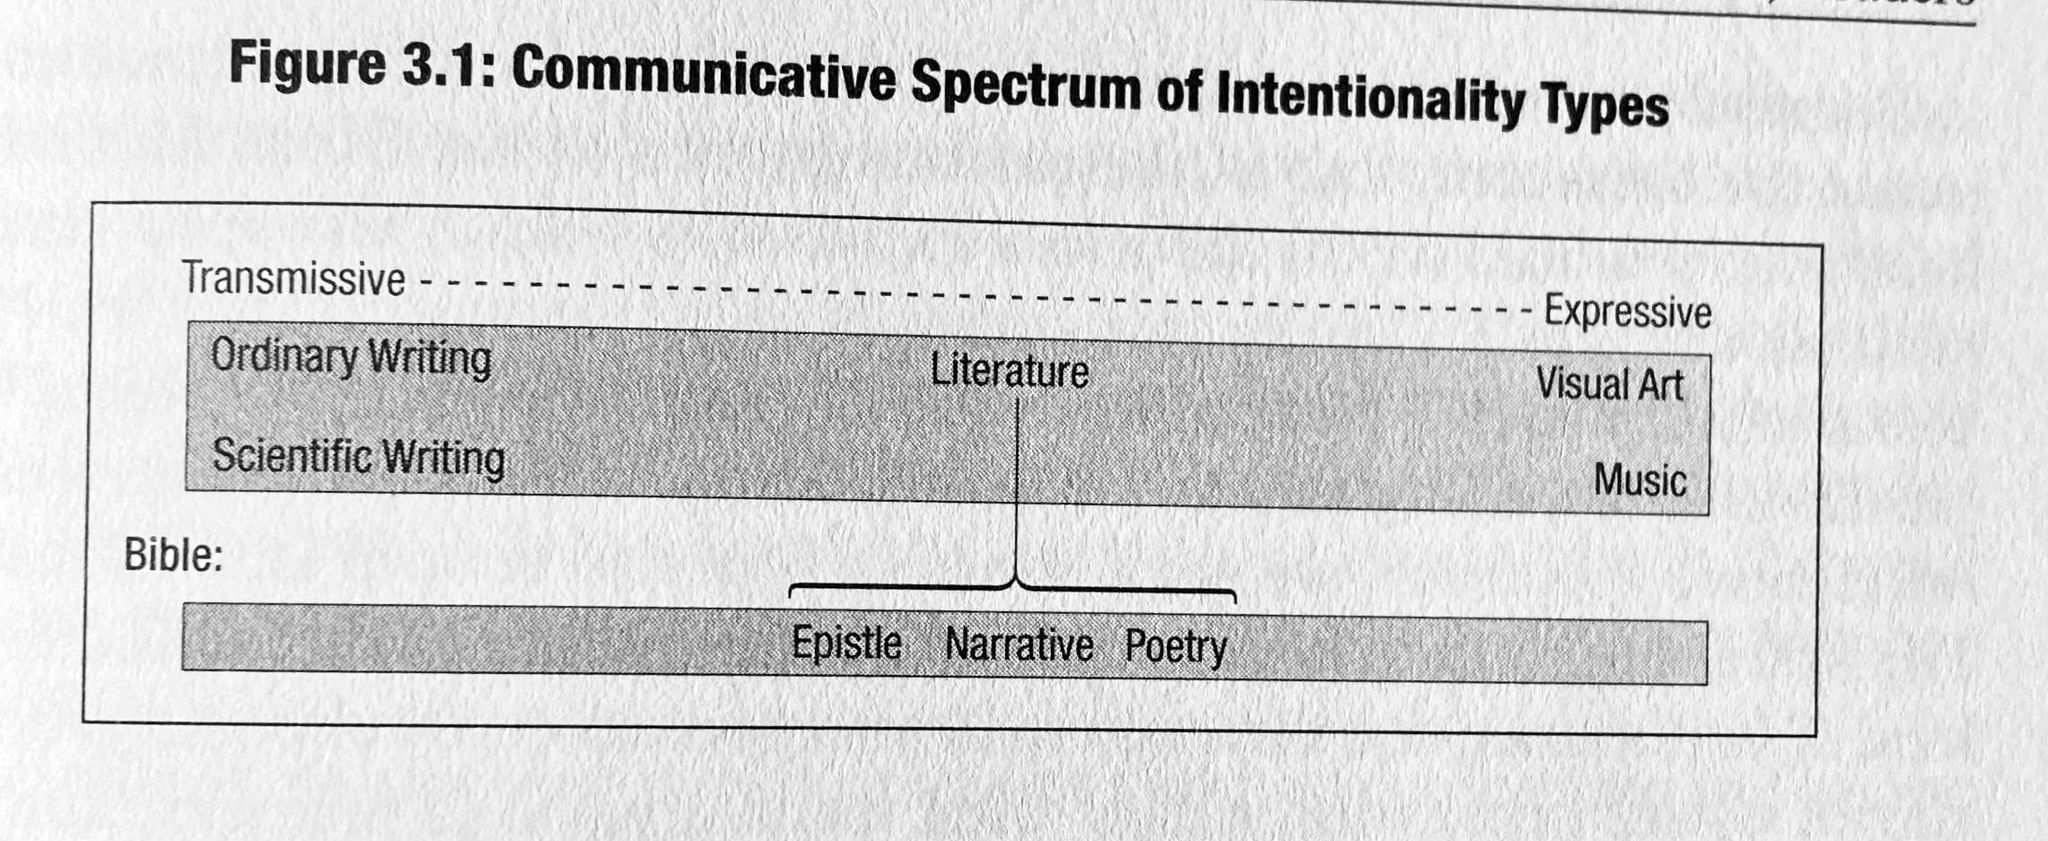 Figure 3.1: Communicative Spectrum of Intentionality Types
Transmissive - - - - - - - - - - - - - - - - - - - - - - - - - - - - - - - - - - - - - - - - - - Expressive
Ordinary Writing Literature Visual Art
Scientific Writing Music
Bible:
Epistle Narrative Poetry